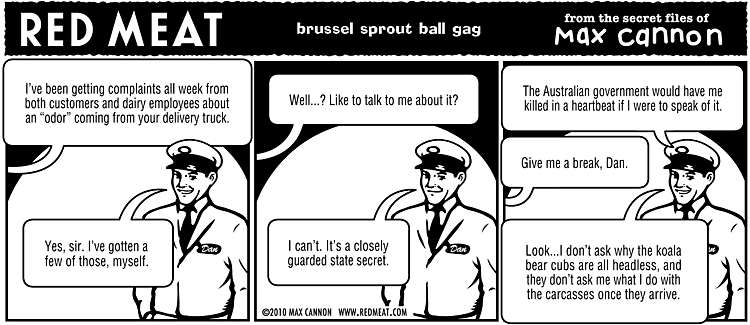 RED MEAT
brussel sprout ball gag
from the secret files of
Max cannon
I've been getting complaints all week from
both customers and dairy employees about
an "odor" coming from your delivery truck.
Yes, sir. I've gotten a
few of those, myself.
Dan
Well...? Like to talk to me about it?
I can't. It's a closely
guarded state secret.
Dan
©2010 MAX CANNON WWW.REDMEAT.COM
The Australian government would have me
killed in a heartbeat if I were to speak of it.
Give me a break, Dan.
Look...I don't ask why the koala
bear cubs are all headless, and
they don't ask me what I do with
the carcasses once they arrive.
Dan